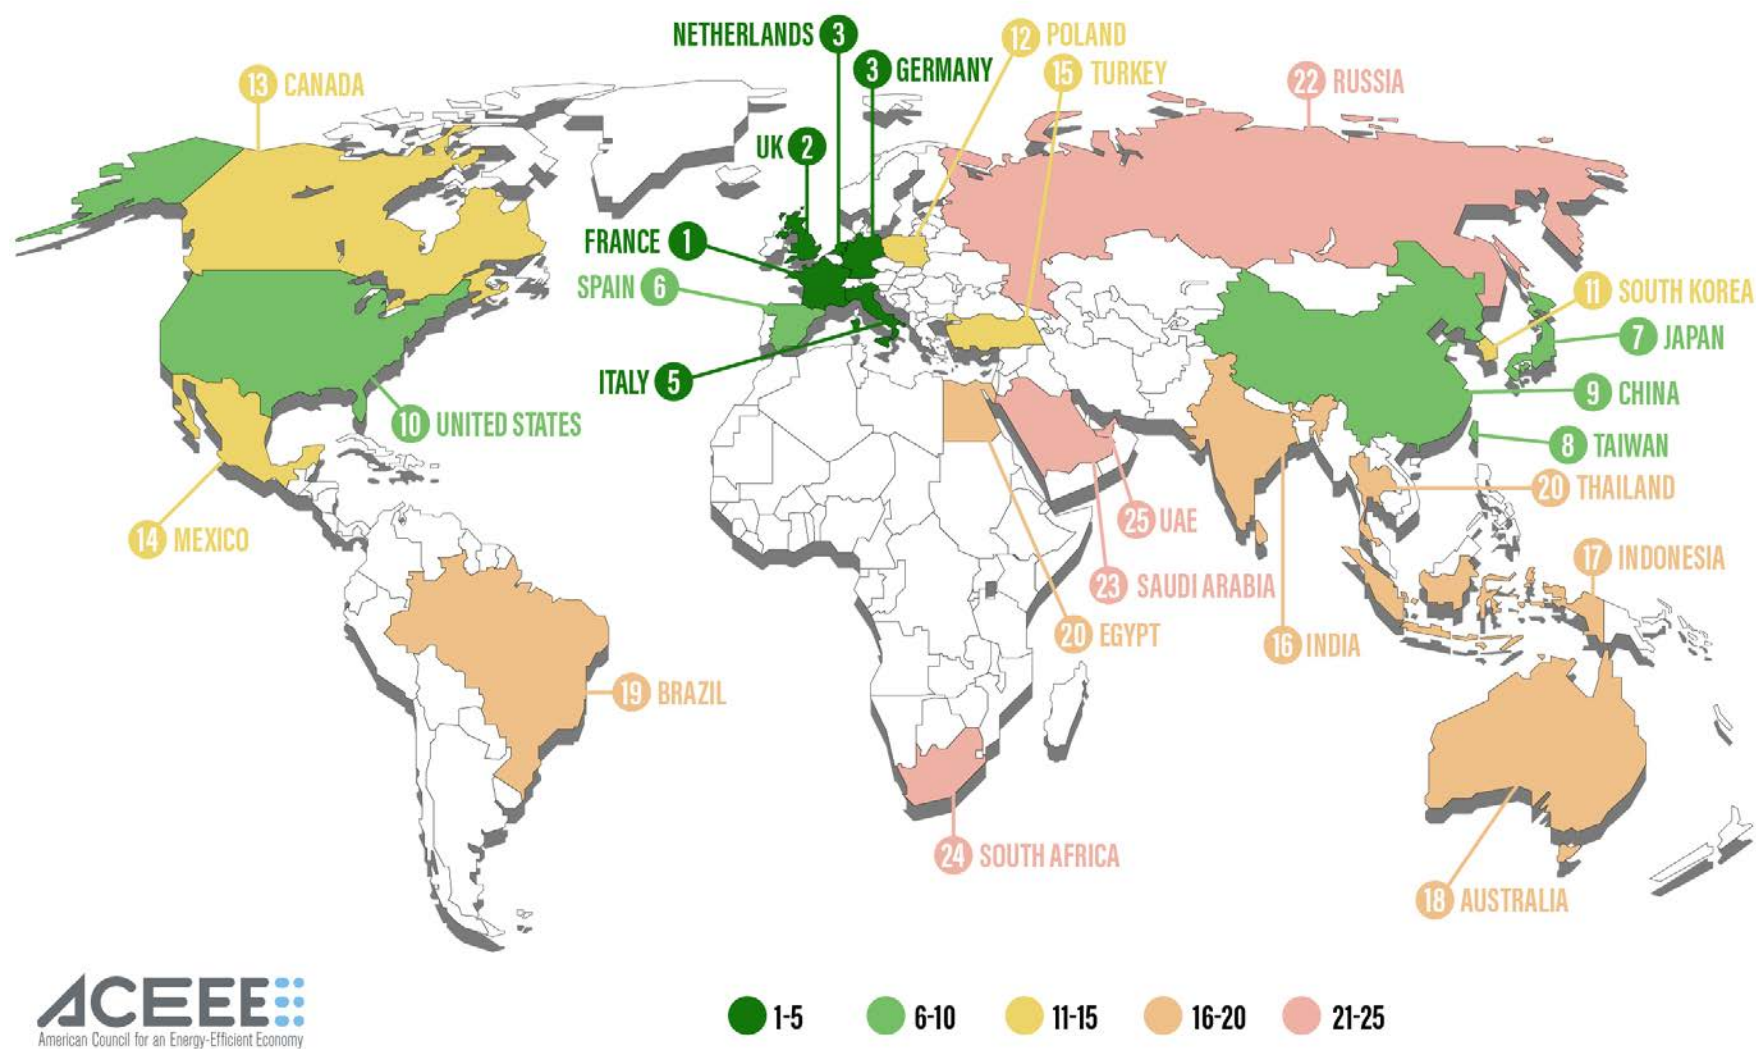 NETHERLANDS 3
12 POLAND
3 GERMANY
15 TURKEY
13 CANADA
22 RUSSIA
UK 2
FRANCE 1
SPAIN 6
11 SOUTH KOREA
7 JAPAN
ITALY 5
9 CHINA
10 UNITED STATES
8 TAIWAN
20 THAILAND
25 UAE
14 MEXICO
17 INDONESIA
23 SAUDI ARABIA
20 EGYPT
16 INDIA
19 BRAZIL
24 SOUTH AFRICA
18 AUSTRALIA
ACEEE
American Council for an Energy-Efficient Economy
1-5
6-10
11-15
16-20
21-25